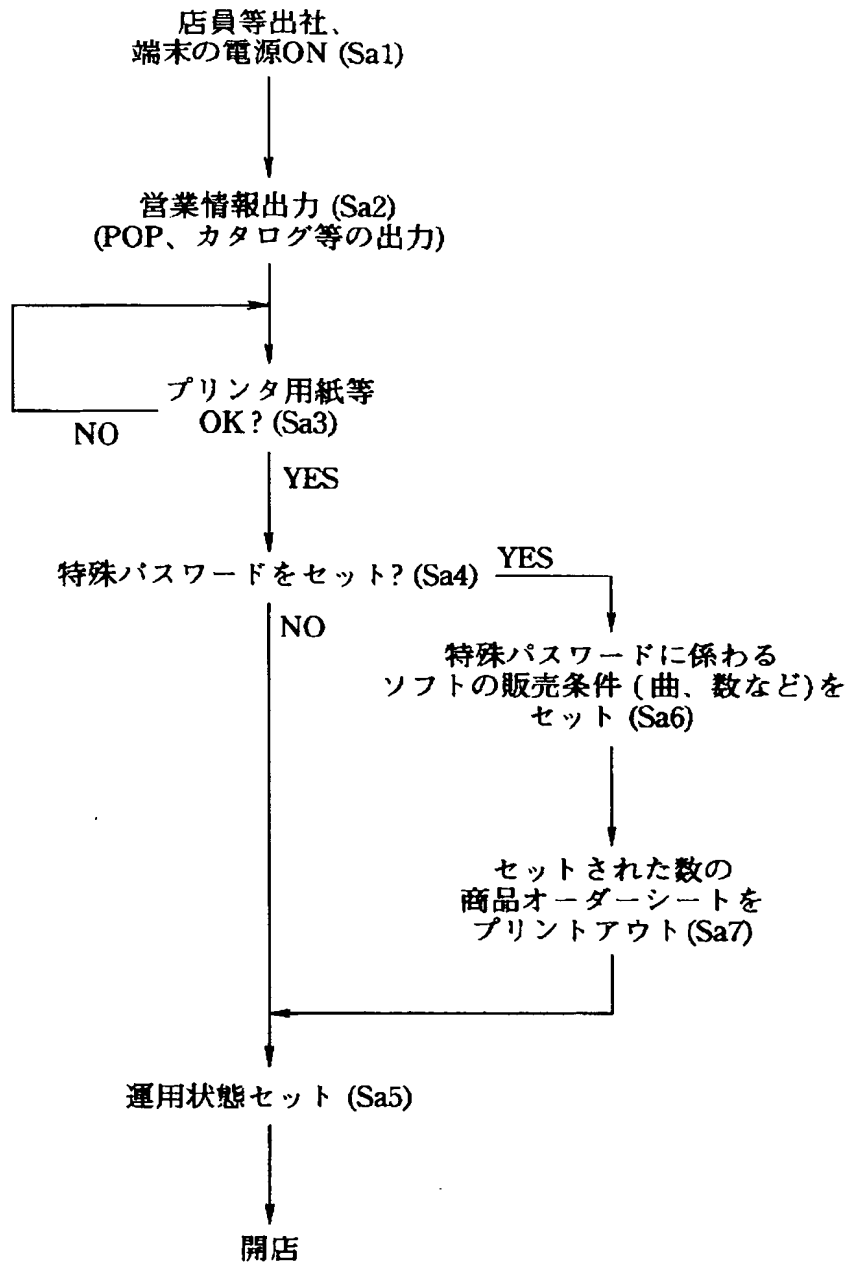 店員等出社、
端末の電源ON (Sa1)
営業情報出力 (Sa2)
(POP、カタログ等の出力)
プリンタ用紙等
OK? (Sa3)
NO
YES
特殊パスワードをセット? (Sa4)
YES
NO
特殊パスワードに係わる
ソフトの販売条件 (曲、数など)を
セット (Sa6)
セットされた数の
商品オーダーシートを
プリントアウト(Sa7)
運用状態セット (Sa5)
開店